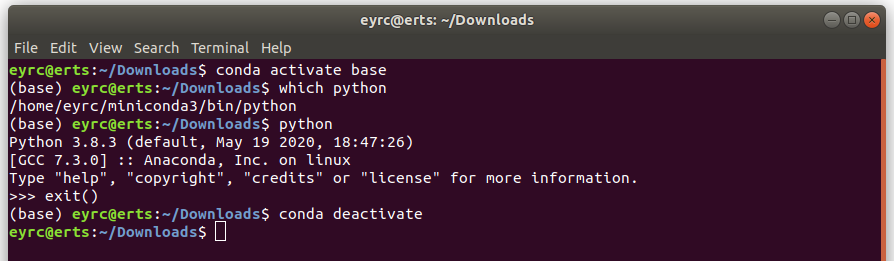 eyrc@erts: ~/Downloads
File Edit View Search Terminal Help
eyrc@erts:~/Downloads$ conda activate base
(base) eyrc@erts:~/Downloads$ which python
/home/eyrc/miniconda3/bin/python
(base) eyrc@erts:~/Downloads$ python
Python 3.8.3 (default, May 19 2020, 18:47:26)
[GCC 7.3.0] :: Anaconda, Inc. on linux
Type "help", "copyright", "credits" or "license" for more information.
>>> exit()
(base) eyrc@erts:~/Downloads$ conda deactivate
eyrc@erts:~/Downloads$